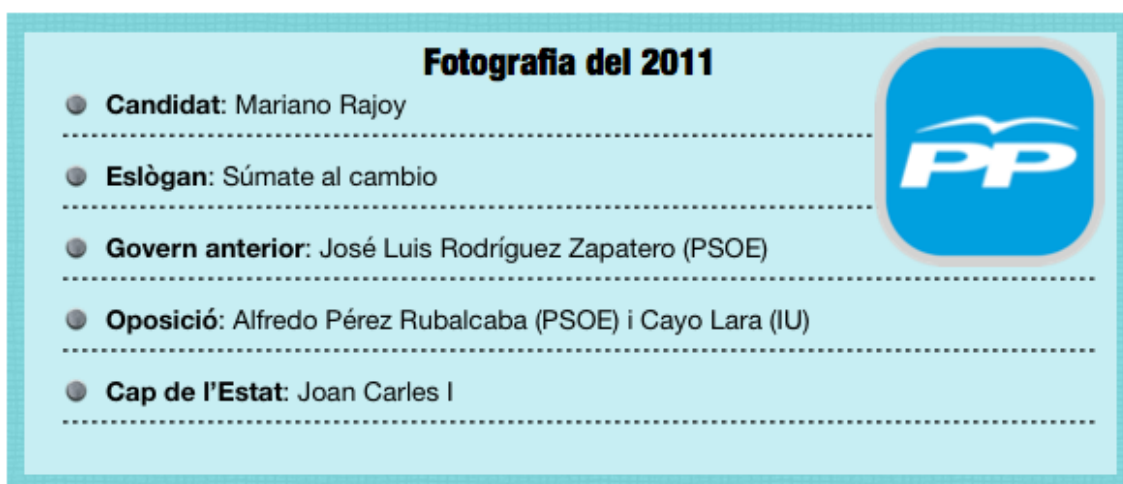 Fotografia del 2011
Candidat: Mariano Rajoy
Eslògan: Súmate al cambio
PP
Govern anterior: José Luis Rodríguez Zapatero (PSOE)
Oposició: Alfredo Pérez Rubalcaba (PSOE) i Cayo Lara (IU)
Cap de l’Estat: Joan Carles I